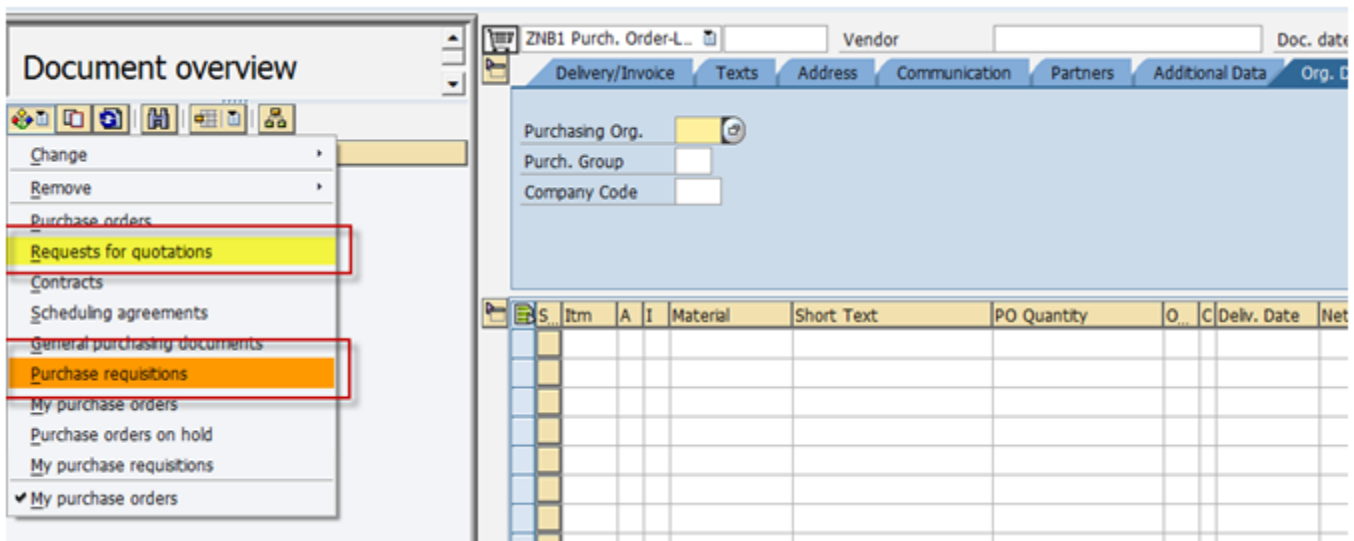 Document overview
Change
Remove
Purchase orders
Requests for quotations
Contracts
Scheduling agreements
General purchasing documents
Purchase requisitions
My purchase orders
Purchase orders on hold
My purchase requisitions
My purchase orders
ZNB1 Purch. Order-L... Vendor Doc. date
Delivery/Invoice Texts Address Communication Partners Additional Data Org. D
Purchasing Org.
Purch. Group
Company Code
S... Itm A I Material Short Text PO Quantity O... C Deliv. Date Net